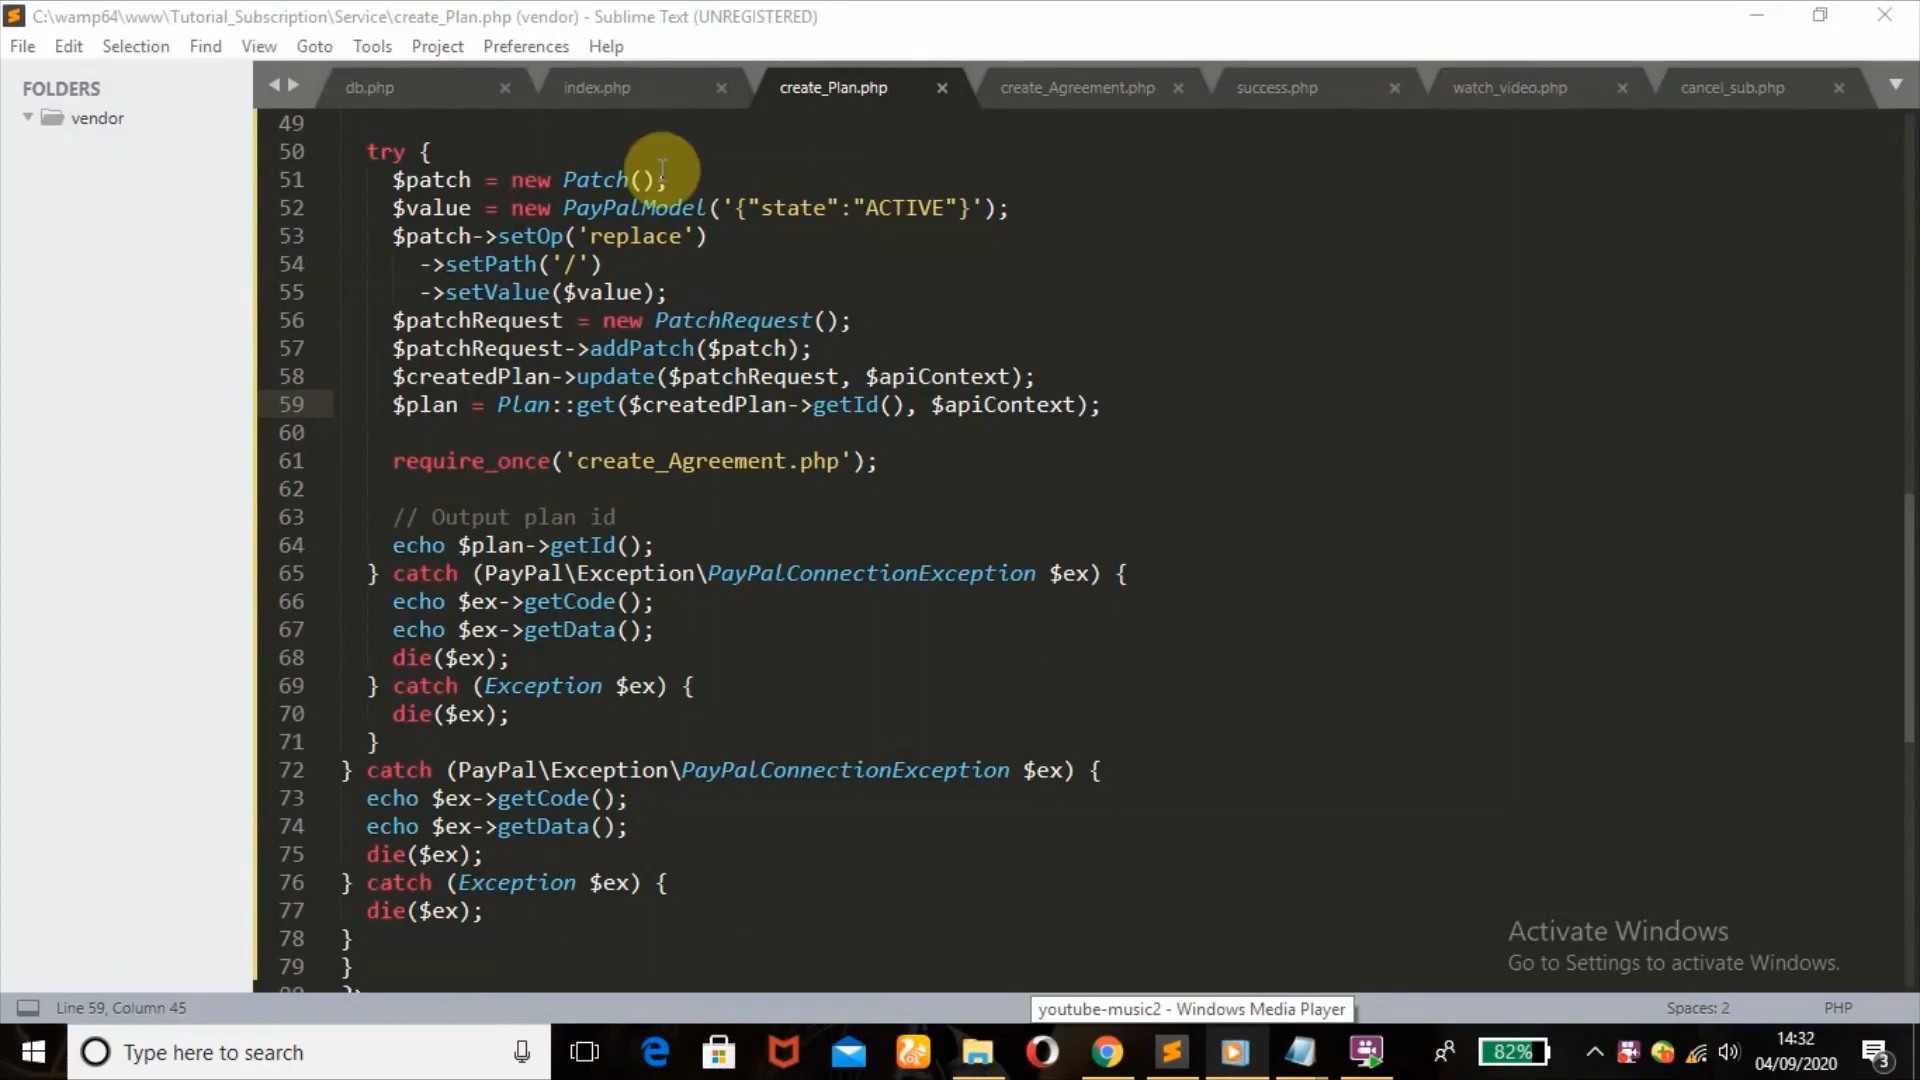 C:\wamp64\www\Tutorial_Subscription\Service\create_Plan.php (vendor) - Sublime Text (UNREGISTERED)
File Edit Selection Find View Goto Tools Project Preferences Help
FOLDERS
vendor
db.php index.php create_Plan.php create_Agreement.php success.php watch_video.php cancel_sub.php
49
50 try {
51 $patch = new Patch();
52 $value = new PayPalModel('{"state":"ACTIVE"}');
53 $patch->setOp('replace')
54 ->setPath('/')
55 ->setValue($value);
56 $patchRequest = new PatchRequest();
57 $patchRequest->addPatch($patch);
58 $createdPlan->update($patchRequest, $apiContext);
59 $plan = Plan::get($createdPlan->getId(), $apiContext);
60
61 require_once('create_Agreement.php');
62
63 // Output plan id
64 echo $plan->getId();
65 } catch (PayPal\Exception\PayPalConnectionException $ex) {
66 echo $ex->getCode();
67 echo $ex->getData();
68 die($ex);
69 } catch (Exception $ex) {
70 die($ex);
71 }
72 } catch (PayPal\Exception\PayPalConnectionException $ex) {
73 echo $ex->getCode();
74 echo $ex->getData();
75 die($ex);
76 } catch (Exception $ex) {
77 die($ex);
78 }
79 }
Activate Windows
Go to Settings to activate Windows.
Line 59, Column 45
youtube-music2 - Windows Media Player
Spaces: 2
PHP
Type here to search
82%
14:32
04/09/2020
3